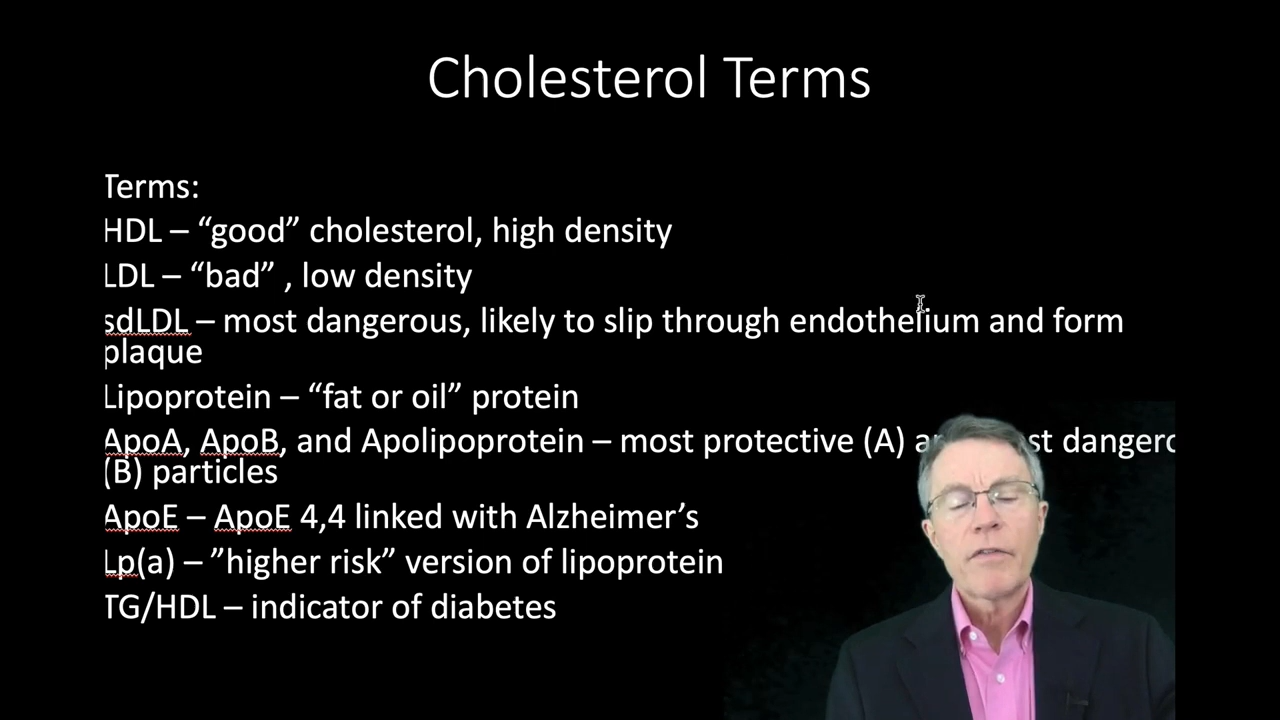 Cholesterol Terms
Terms:
HDL – “good” cholesterol, high density
LDL – “bad” , low density
sdLDL – most dangerous, likely to slip through endothelium and form
plaque
Lipoprotein – “fat or oil” protein
ApoA, ApoB, and Apolipoprotein – most protective (A)
(B) particles
ApoE – ApoE 4,4 linked with Alzheimer’s
Lp(a) – ”higher risk” version of lipoprotein
TG/HDL – indicator of diabetes